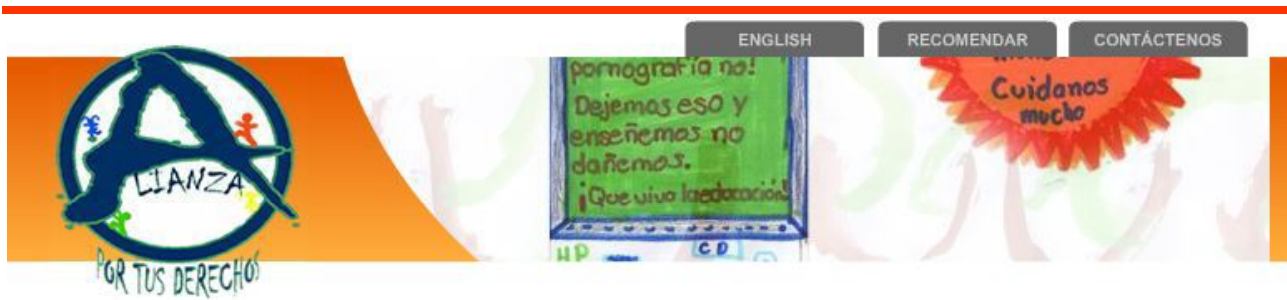 ENGLISH
RECOMENDAR
CONTÁCTENOS
pornografía no!
Dejemos eso y
enseñemos no
dañemos.
¡Que viva la educación!
HP
CD
Cuidanos
mucho
A
LIANZA
POR TUS DERECHOS